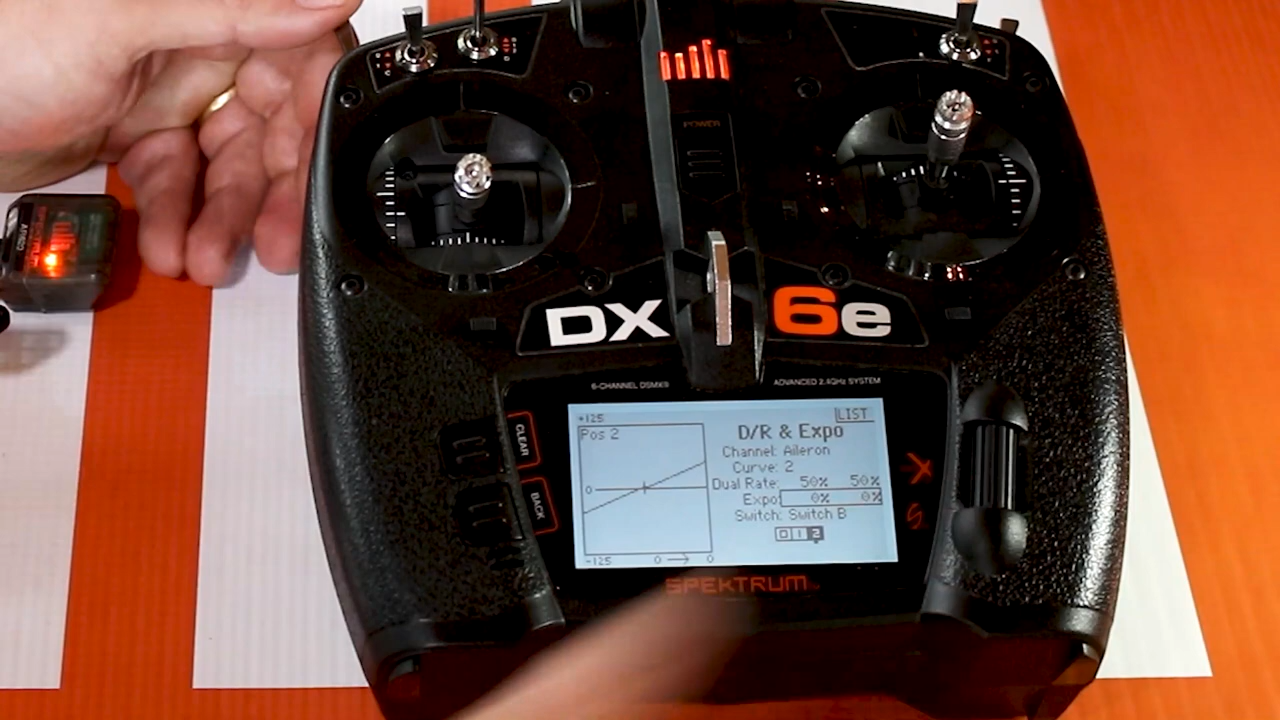 POWER
DX 6e
6-CHANNEL DSMX®
ADVANCED 2.4GHz SYSTEM
CLEAR
BACK
+125
Pos 2
0
-125
0 → 0
LIST
D/R & Expo
Channel: Aileron
Curve: 2
Dual Rate: 50% 50%
Expo: 0% 0%
Switch: Switch B
0 1 2
SPEKTRUM